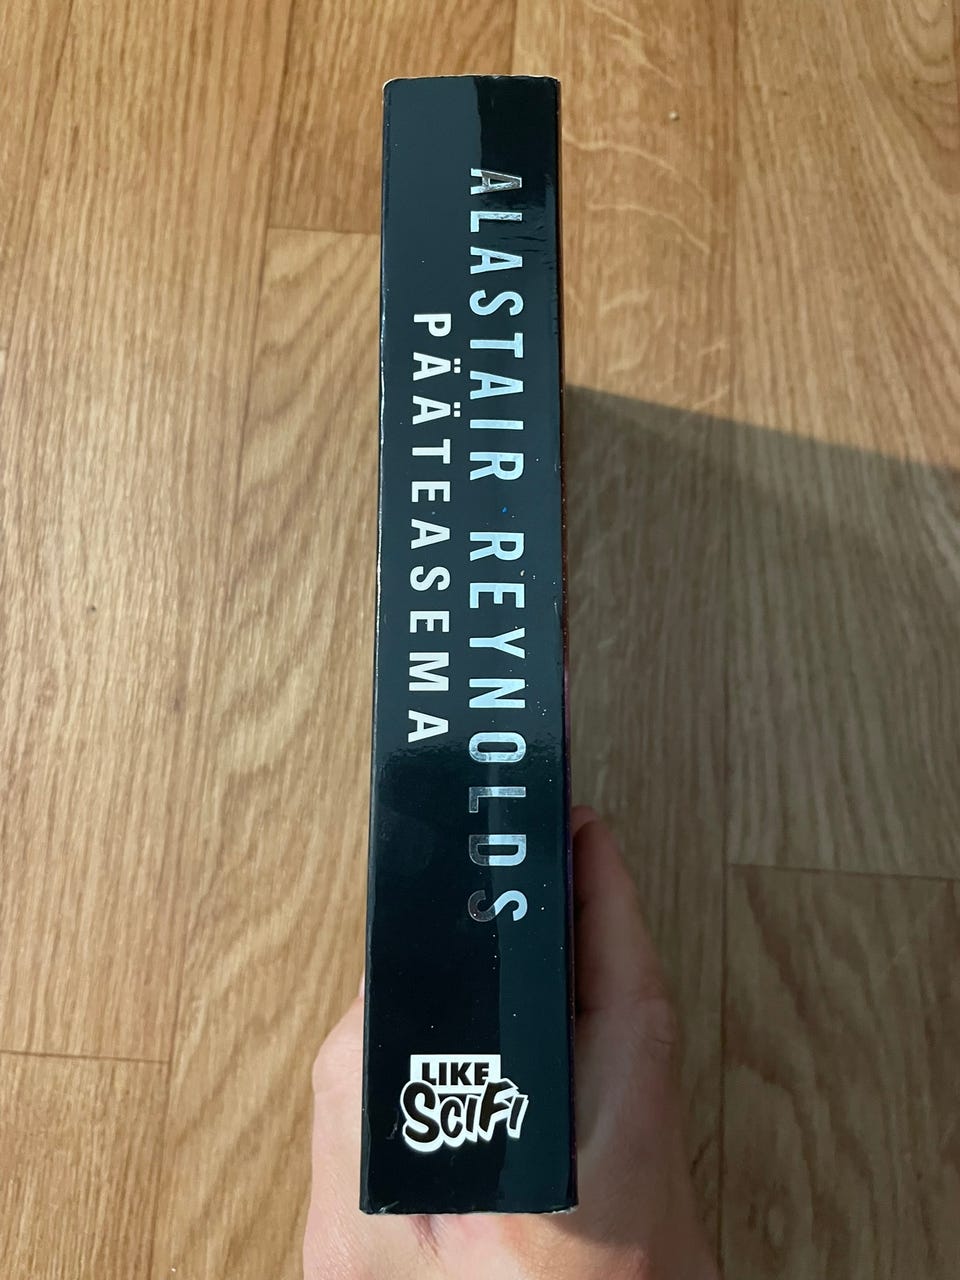 ALASTAIR REYNOLDS
PÄÄTEASEMA
LIKE
SCIFI